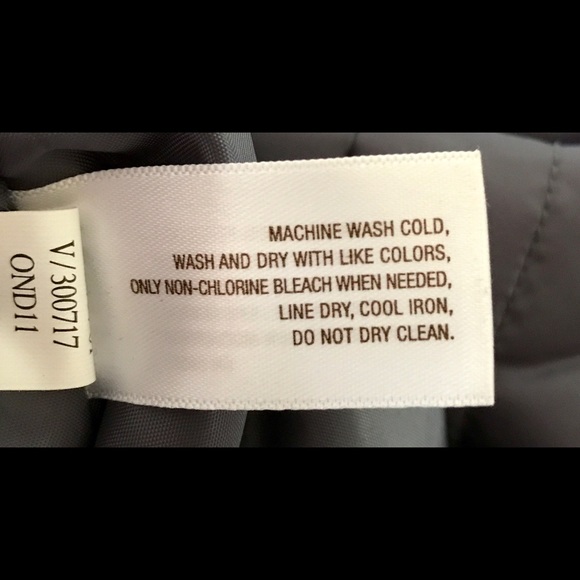 MACHINE WASH COLD,
WASH AND DRY WITH LIKE COLORS,
ONLY NON-CHLORINE BLEACH WHEN NEEDED,
LINE DRY, COOL IRON,
DO NOT DRY CLEAN.
V/300717
OND11